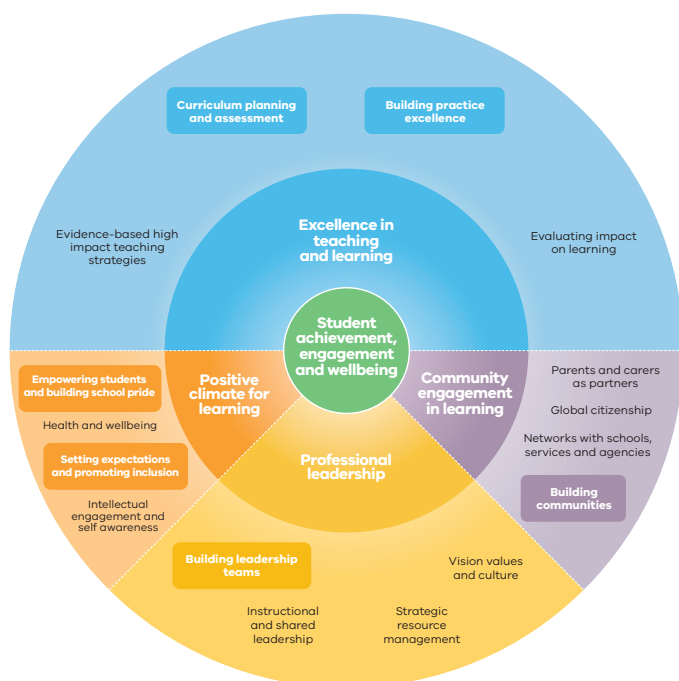 Curriculum planning
and assessment
Building practice
excellence
Evidence-based high
impact teaching
strategies
Excellence in
teaching
and learning
Evaluating impact
on learning
Student
achievement,
engagement
and wellbeing
Empowering students
and building school pride
Health and wellbeing
Setting expectations
and promoting inclusion
Intellectual
engagement and
self awareness
Positive
climate for
learning
Community
engagement
in learning
Parents and carers
as partners
Global citizenship
Networks with schools,
services and agencies
Building
communities
Professional
leadership
Building leadership
teams
Instructional
and shared
leadership
Strategic
resource
management
Vision values
and culture